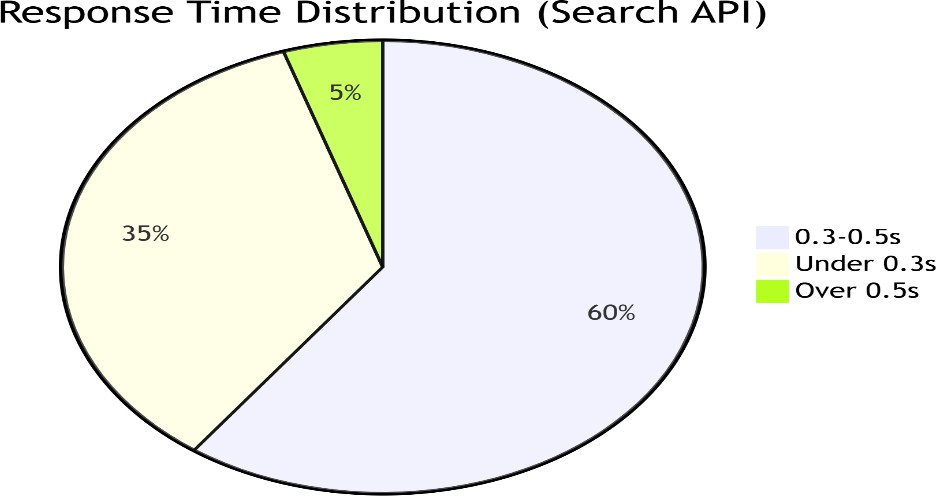 Response Time Distribution (Search API)
5%
35%
60%
0.3-0.5s
Under 0.3s
Over 0.5s